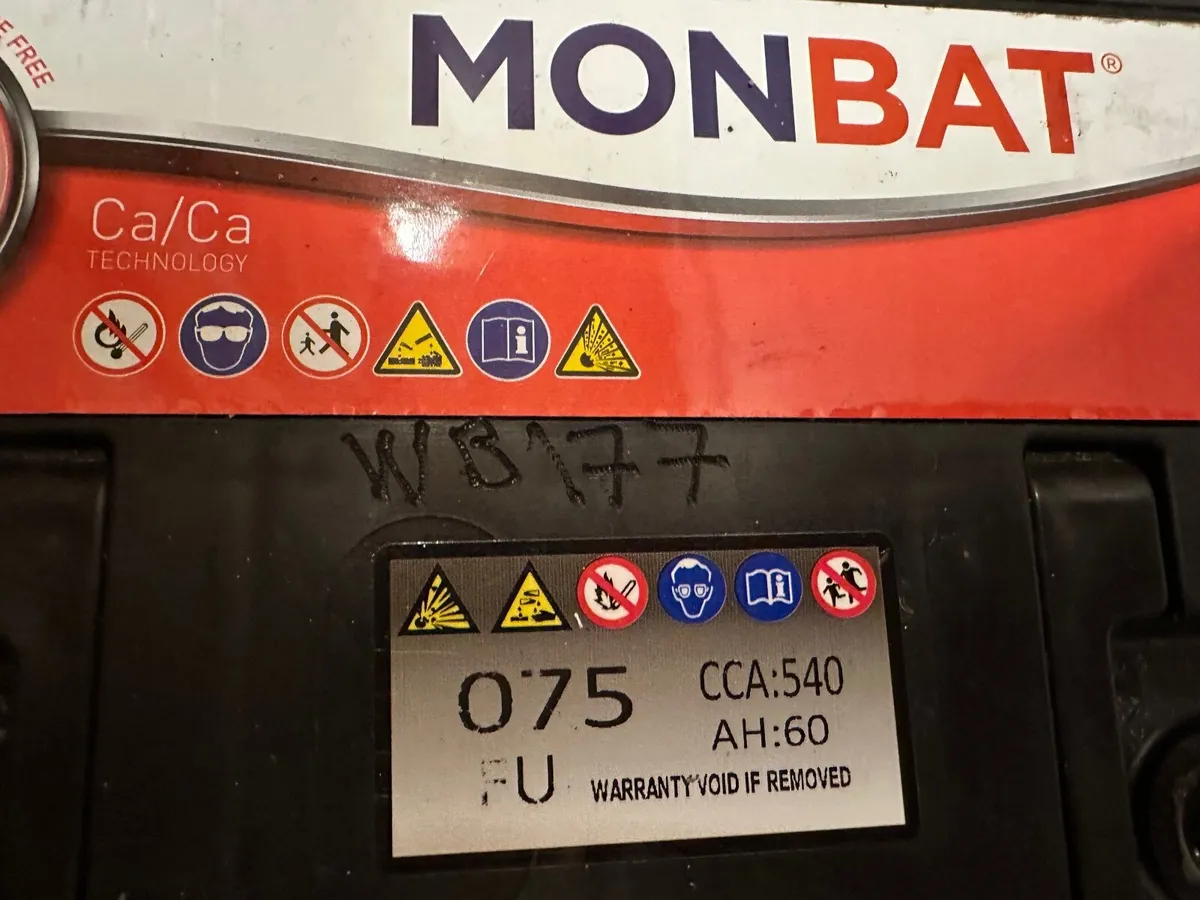 FREE
MONBAT®
Ca/Ca
TECHNOLOGY
WB177
075
CCA:540
AH:60
FU
WARRANTY VOID IF REMOVED